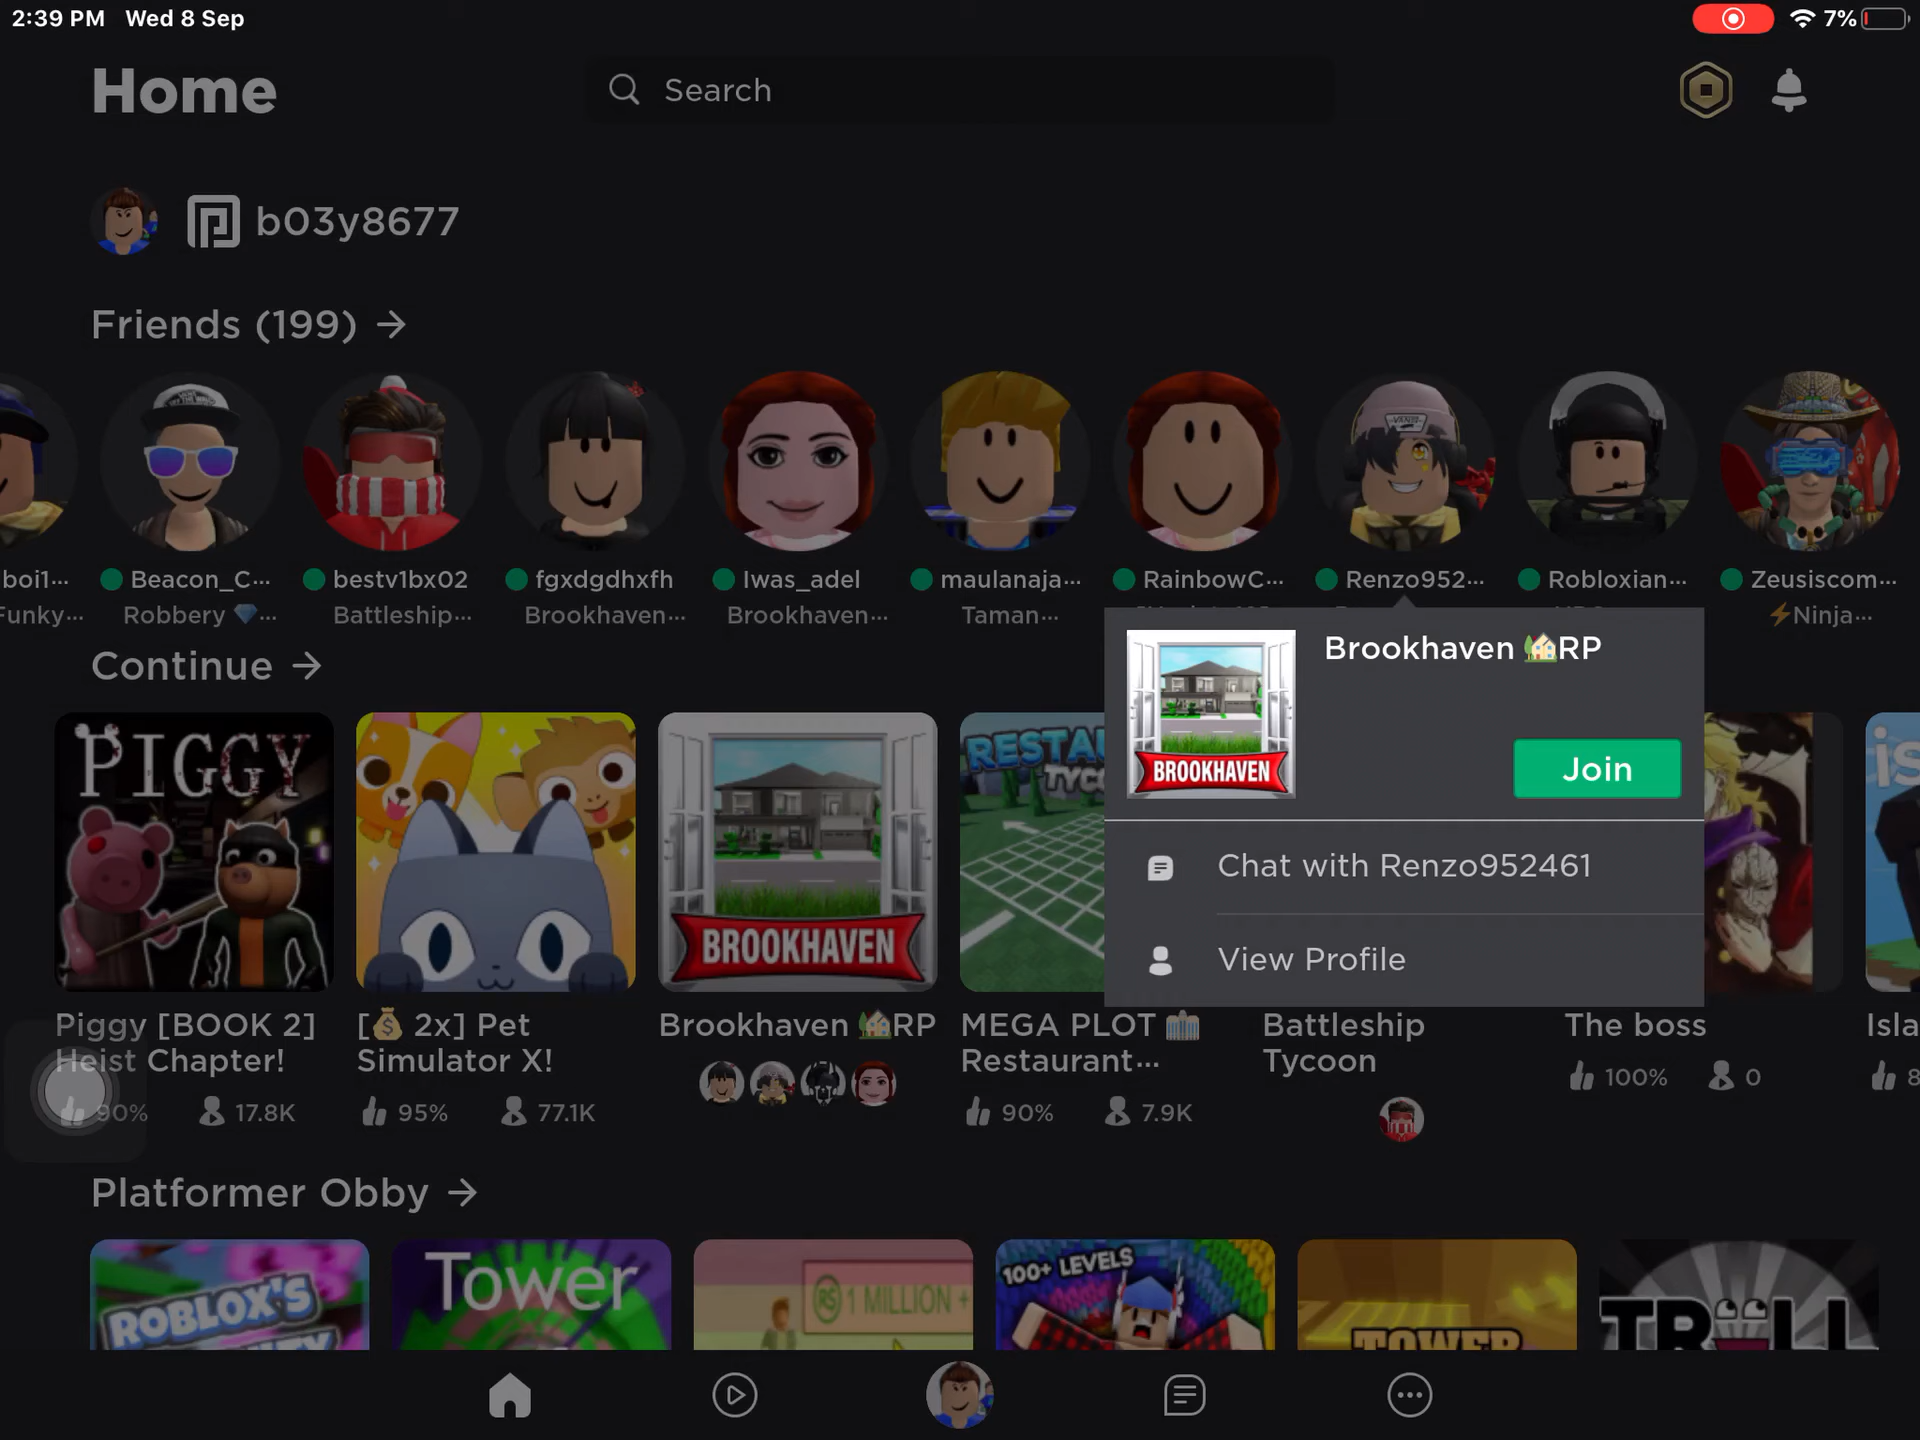 2:39 PM Wed 8 Sep
7%
Home
Search
b03y8677
Friends (199)
boi1...
Beacon_C...
bestv1bx02
fgxdgdhxfh
Iwas_adel
maulanaja...
RainbowC...
Renzo952...
Robloxian...
Zeusiscom...
Funky...
Robbery 💎...
Battleship...
Brookhaven...
Brookhaven...
Taman...
⚡Ninja...
Continue
Brookhaven 🏡RP
BROOKHAVEN
Join
Chat with Renzo952461
View Profile
PIGGY
BROOKHAVEN
Piggy [BOOK 2]
Heist Chapter!
90%
17.8K
[💰 2x] Pet
Simulator X!
95%
77.1K
Brookhaven 🏡RP
MEGA PLOT 🏬
Restaurant...
90%
7.9K
Battleship
Tycoon
The boss
100%
0
Isla
8
Platformer Obby
ROBLOX'S
Tower
1 MILLION +
100+ LEVELS
TOWER
TROLL